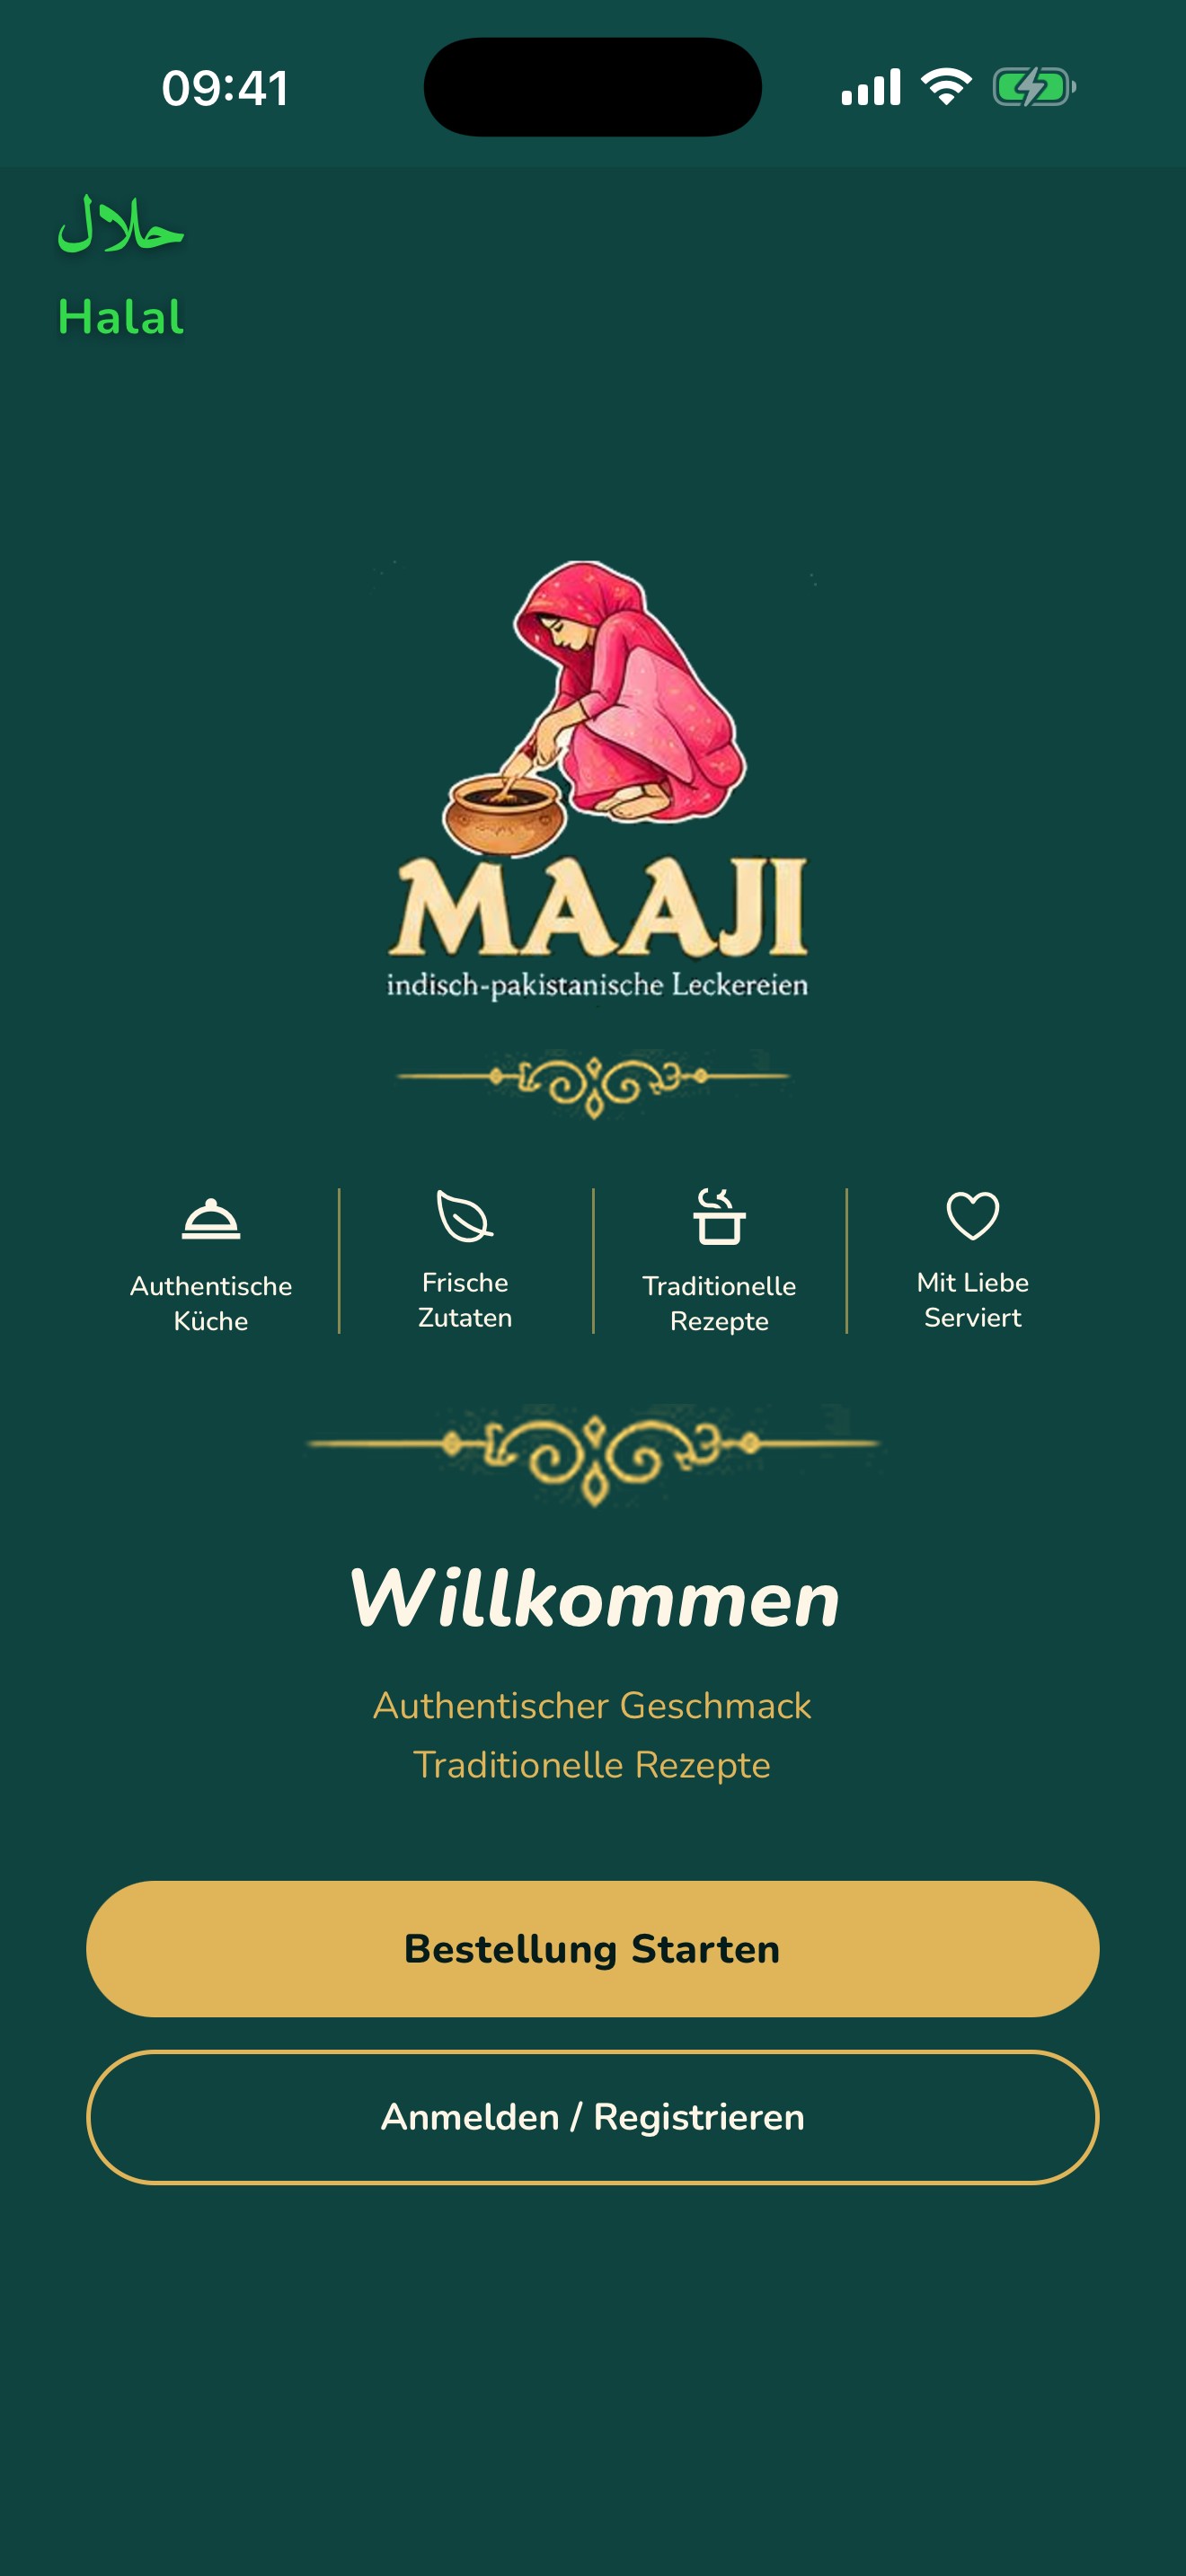 09:41
حلال
Halal
MAAJI
indisch-pakistanische Leckereien
Authentische
Küche
Frische
Zutaten
Traditionelle
Rezepte
Mit Liebe
Serviert
Willkommen
Authentischer Geschmack
Traditionelle Rezepte
Bestellung Starten
Anmelden / Registrieren